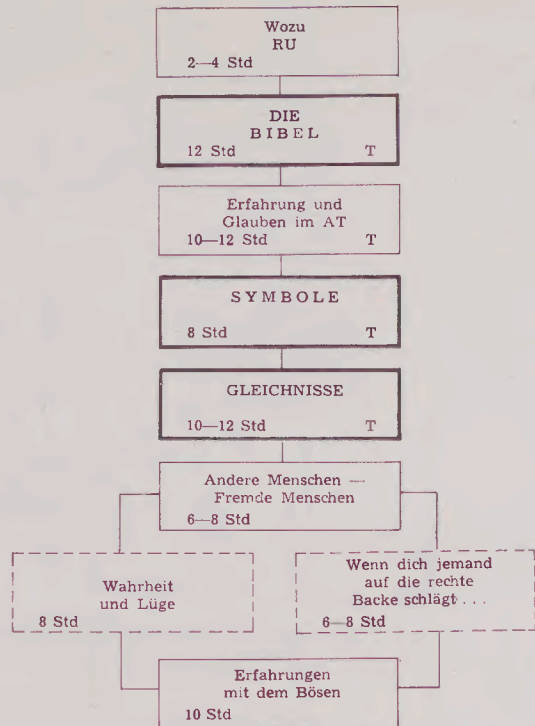 Wozu
RU
2—4 Std
DIE
BIBEL
12 Std T
Erfahrung und
Glauben im AT
10—12 Std T
SYMBOLE
8 Std T
GLEICHNISSE
10—12 Std T
Andere Menschen —
Fremde Menschen
6—8 Std
Wahrheit
und Lüge
8 Std
Wenn dich jemand
auf die rechte
Backe schlägt . . .
6—8 Std
Erfahrungen
mit dem Bösen
10 Std